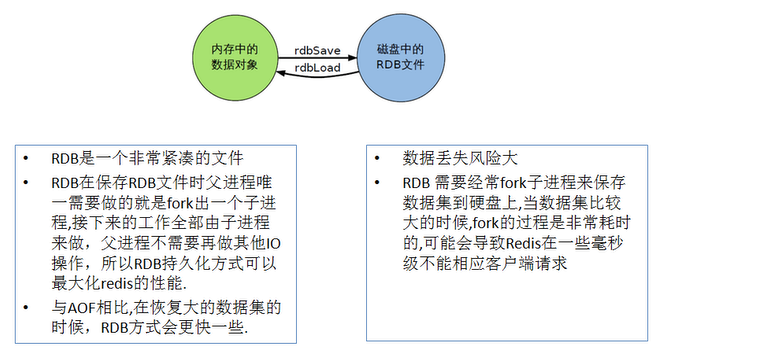 内存中的
数据对象
rdbSave
rdbLoad
磁盘中的
RDB文件
• RDB是一个非常紧凑的文件
• RDB在保存RDB文件时父进程唯
一需要做的就是fork出一个子进
程,接下来的工作全部由子进程
来做，父进程不需要再做其他IO
操作，所以RDB持久化方式可以
最大化redis的性能.
• 与AOF相比,在恢复大的数据集的
时候，RDB方式会更快一些.
• 数据丢失风险大
• RDB 需要经常fork子进程来保存
数据集到硬盘上,当数据集比较
大的时候,fork的过程是非常耗时
的,可能会导致Redis在一些毫秒
级不能相应客户端请求